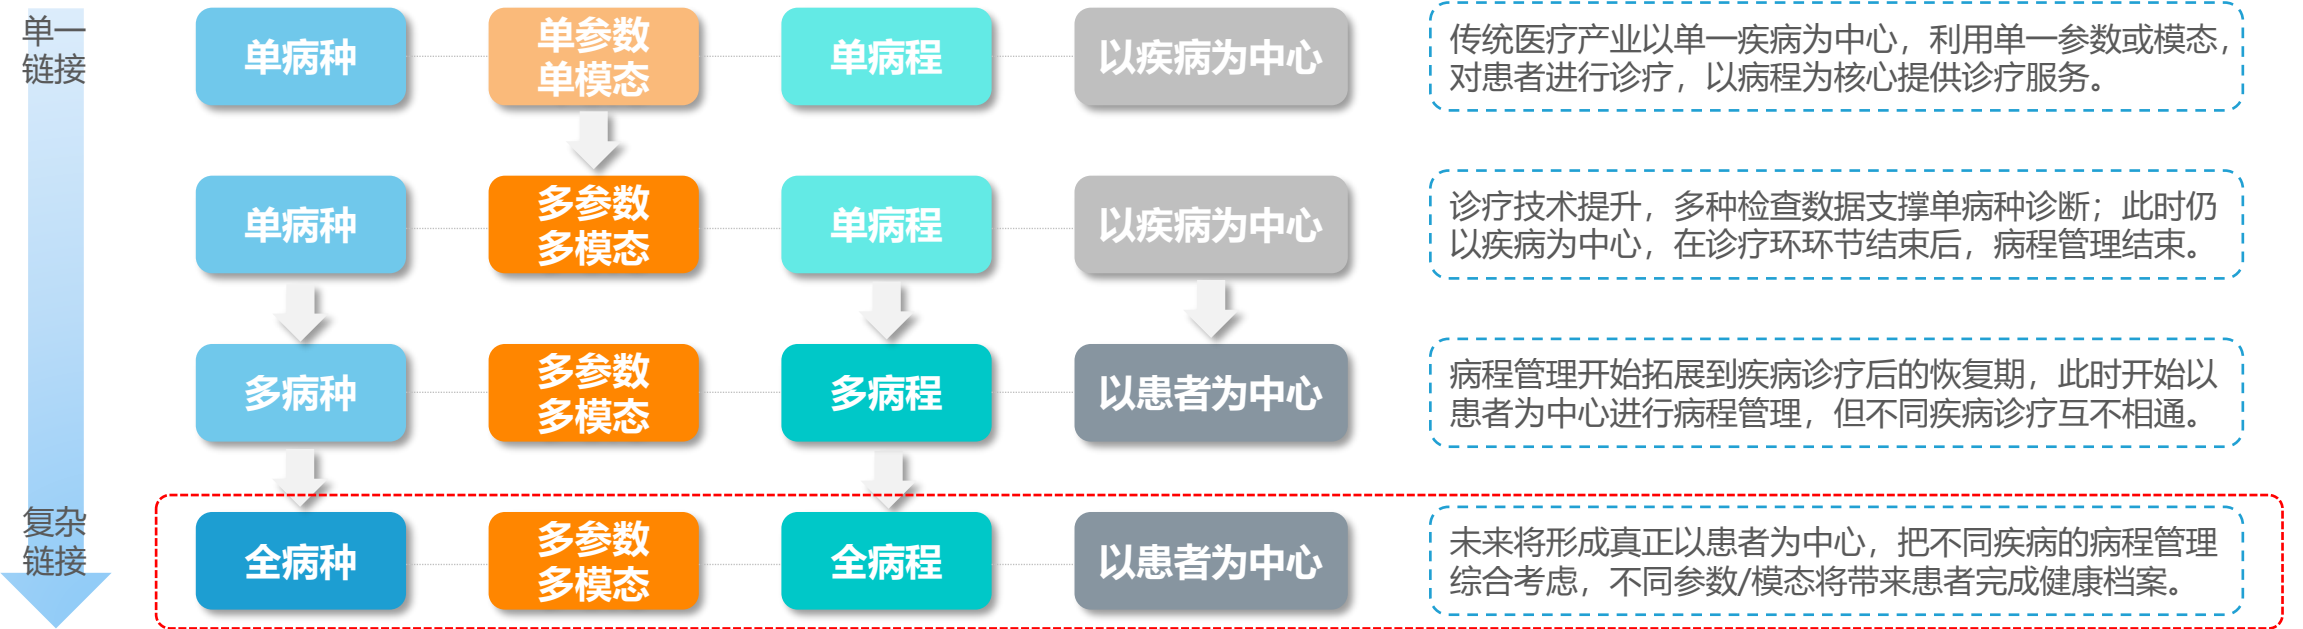 单一
链接
单病种
单参数
单模态
单病程
以疾病为中心
传统医疗产业以单一疾病为中心，利用单一参数或模态，
对患者进行诊疗，以病程为核心提供诊疗服务。
单病种
多参数
多模态
单病程
以疾病为中心
诊疗技术提升，多种检查数据支撑单病种诊断；此时仍
以疾病为中心，在诊疗环环节结束后，病程管理结束。
多病种
多参数
多模态
多病程
以患者为中心
病程管理开始拓展到疾病诊疗后的恢复期，此时开始以
患者为中心进行病程管理，但不同疾病诊疗互不相通。
复杂
链接
全病种
多参数
多模态
全病程
以患者为中心
未来将形成真正以患者为中心，把不同疾病的病程管理
综合考虑，不同参数/模态将带来患者完成健康档案。